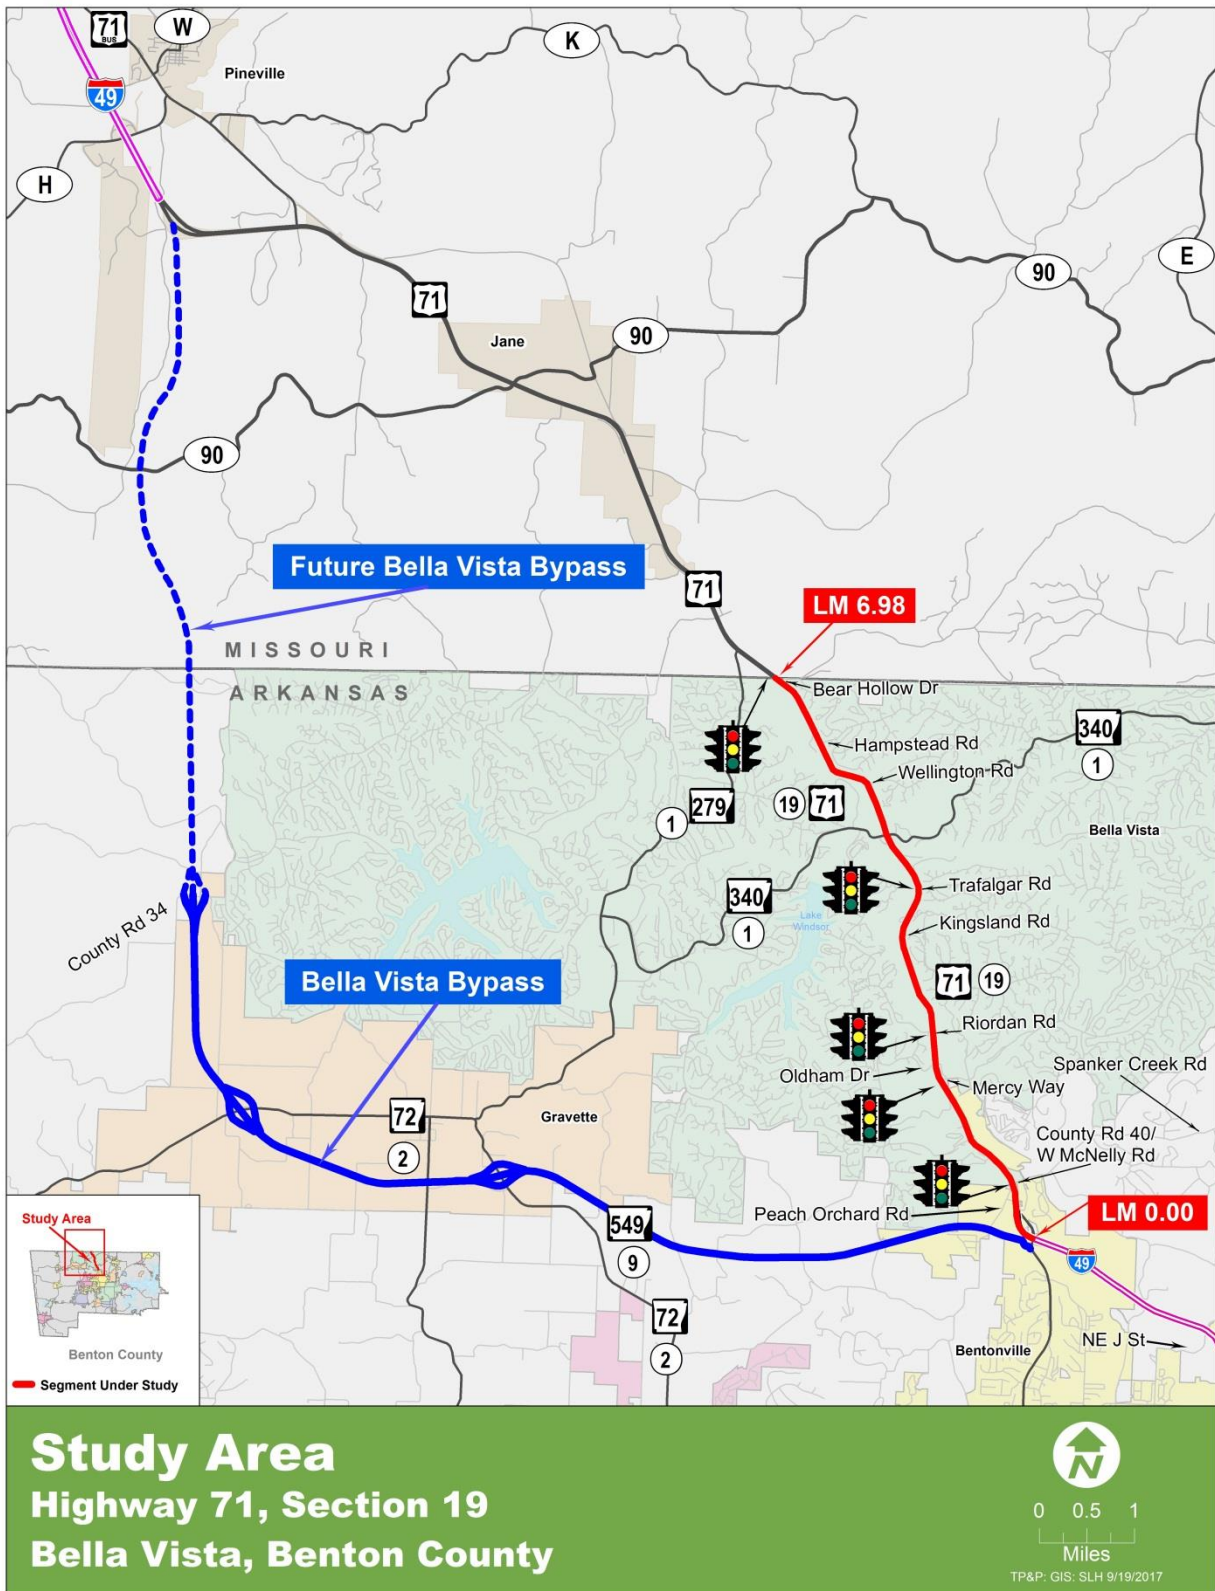 71
BUS
W
K
Pineville
49
H
E
90
71
Jane
90
90
Future Bella Vista Bypass
71
LM 6.98
MISSOURI
ARKANSAS
Bear Hollow Dr
340
1
Hampstead Rd
Wellington Rd
279
1
19
71
Bella Vista
Trafalgar Rd
340
1
Lake
Windsor
Kingsland Rd
County Rd 34
Bella Vista Bypass
71
19
Riordan Rd
Oldham Dr
Mercy Way
Spanker Creek Rd
72
2
Gravette
County Rd 40/
W McNelly Rd
Peach Orchard Rd
LM 0.00
549
9
49
72
2
Bentonville
NE J St
Study Area
Benton County
Segment Under Study
Study Area
Highway 71, Section 19
Bella Vista, Benton County
N
0 0.5 1
Miles
TP&P: GIS: SLH 9/19/2017